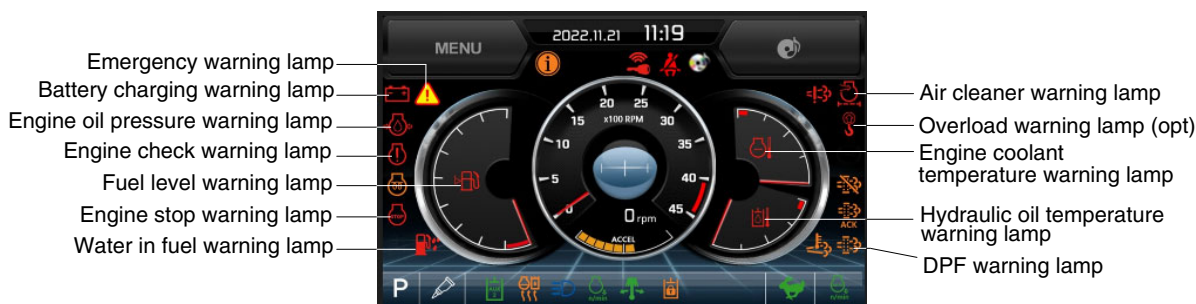 MENU
2022.11.21 11:19
Emergency warning lamp
Battery charging warning lamp
Engine oil pressure warning lamp
Engine check warning lamp
Fuel level warning lamp
Engine stop warning lamp
Water in fuel warning lamp
0 5 10 15 20 25 30 35 40 45
x100 RPM
0 rpm
ACCEL
STOP
ACK
P
n/min
n/min
Air cleaner warning lamp
Overload warning lamp (opt)
Engine coolant
temperature warning lamp
Hydraulic oil temperature
warning lamp
DPF warning lamp